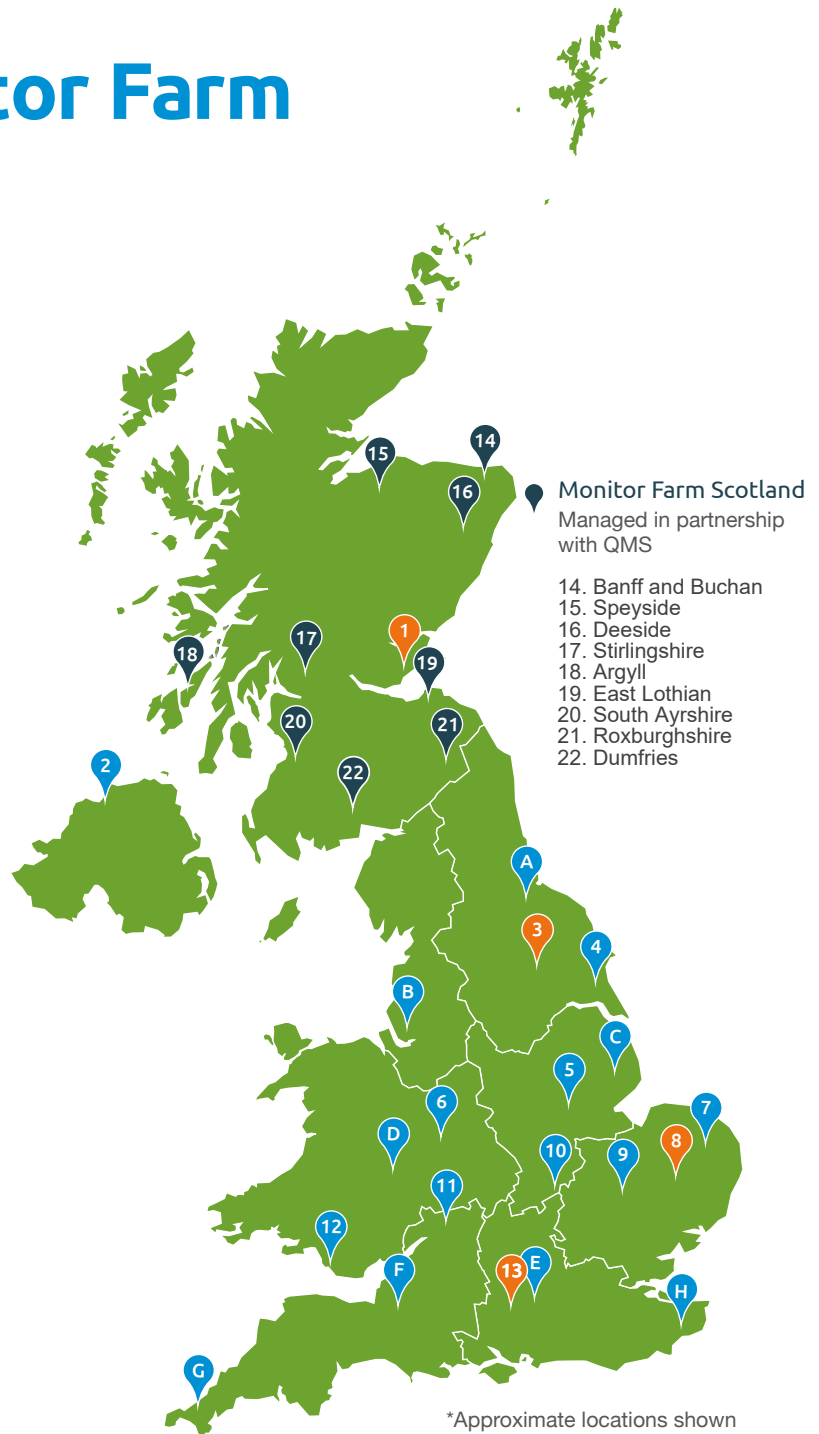 tor Farm
14
15
16
Monitor Farm Scotland
Managed in partnership
with QMS
14. Banff and Buchan
15. Speyside
16. Deeside
17. Stirlingshire
18. Argyll
19. East Lothian
20. South Ayrshire
21. Roxburghshire
22. Dumfries
1
17
18
19
20
21
2
22
A
3
4
B
C
5
6
7
D
8
10
9
11
12
F
13
E
H
G
*Approximate locations shown